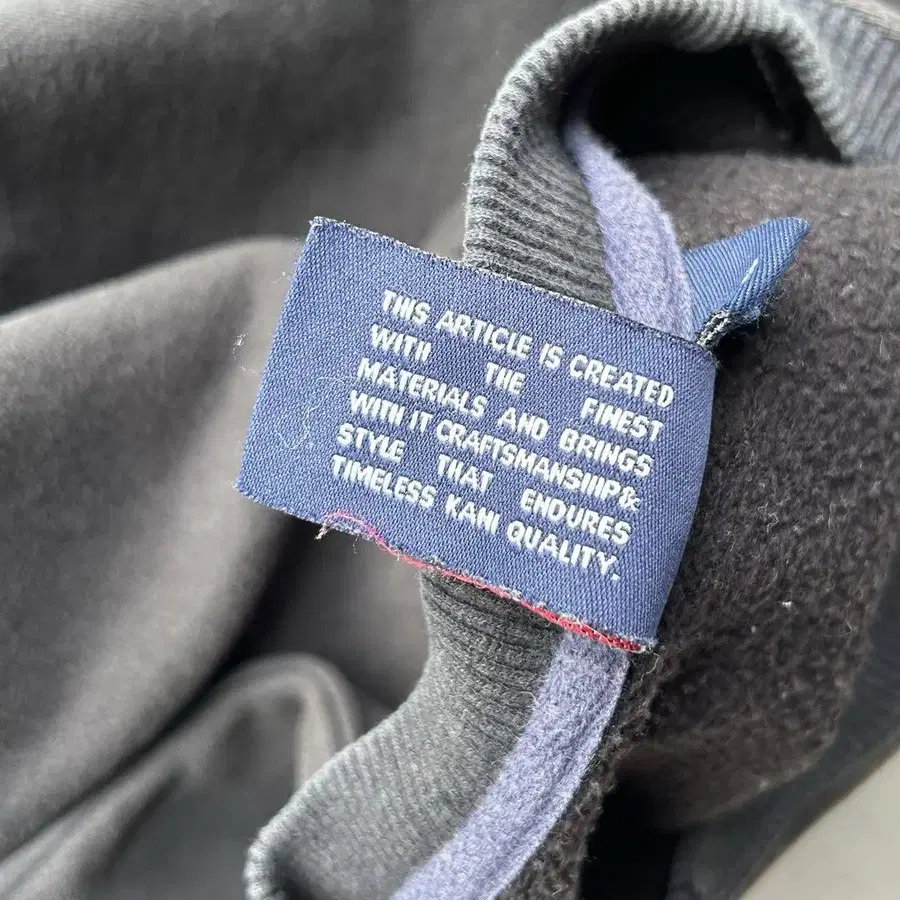 THIS ARTICLE IS CREATED
WITH THE FINEST
MATERIALS AND BRINGS
WITH IT CRAFTSMANSHIP&
STYLE THAT ENDURES
TIMELESS KANI QUALITY.